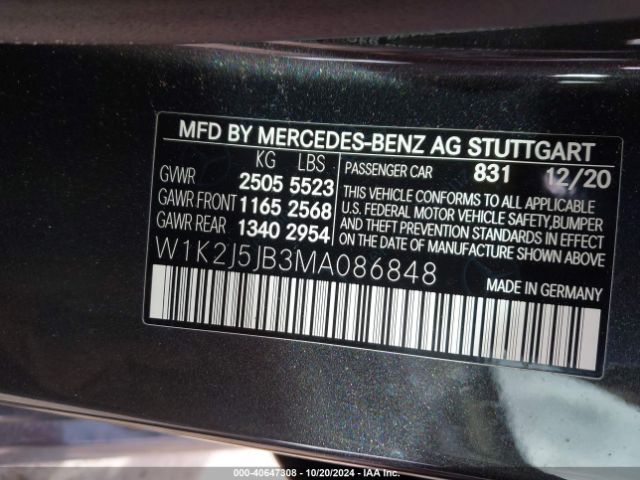 MFD BY MERCEDES-BENZ AG STUTTGART
KG LBS
GVWR 2505 5523
GAWR FRONT 1165 2568
GAWR REAR 1340 2954
PASSENGER CAR 831 12/20
THIS VEHICLE CONFORMS TO ALL APPLICABLE
U.S. FEDERAL MOTOR VEHICLE SAFETY,BUMPER
AND THEFT PREVENTION STANDARDS IN EFFECT
ON THE DATE OF MANUFACTURE SHOWN ABOVE
W1K2J5JB3MA086848
MADE IN GERMANY
000-40647308 | 10/20/2024 | IAA Inc.